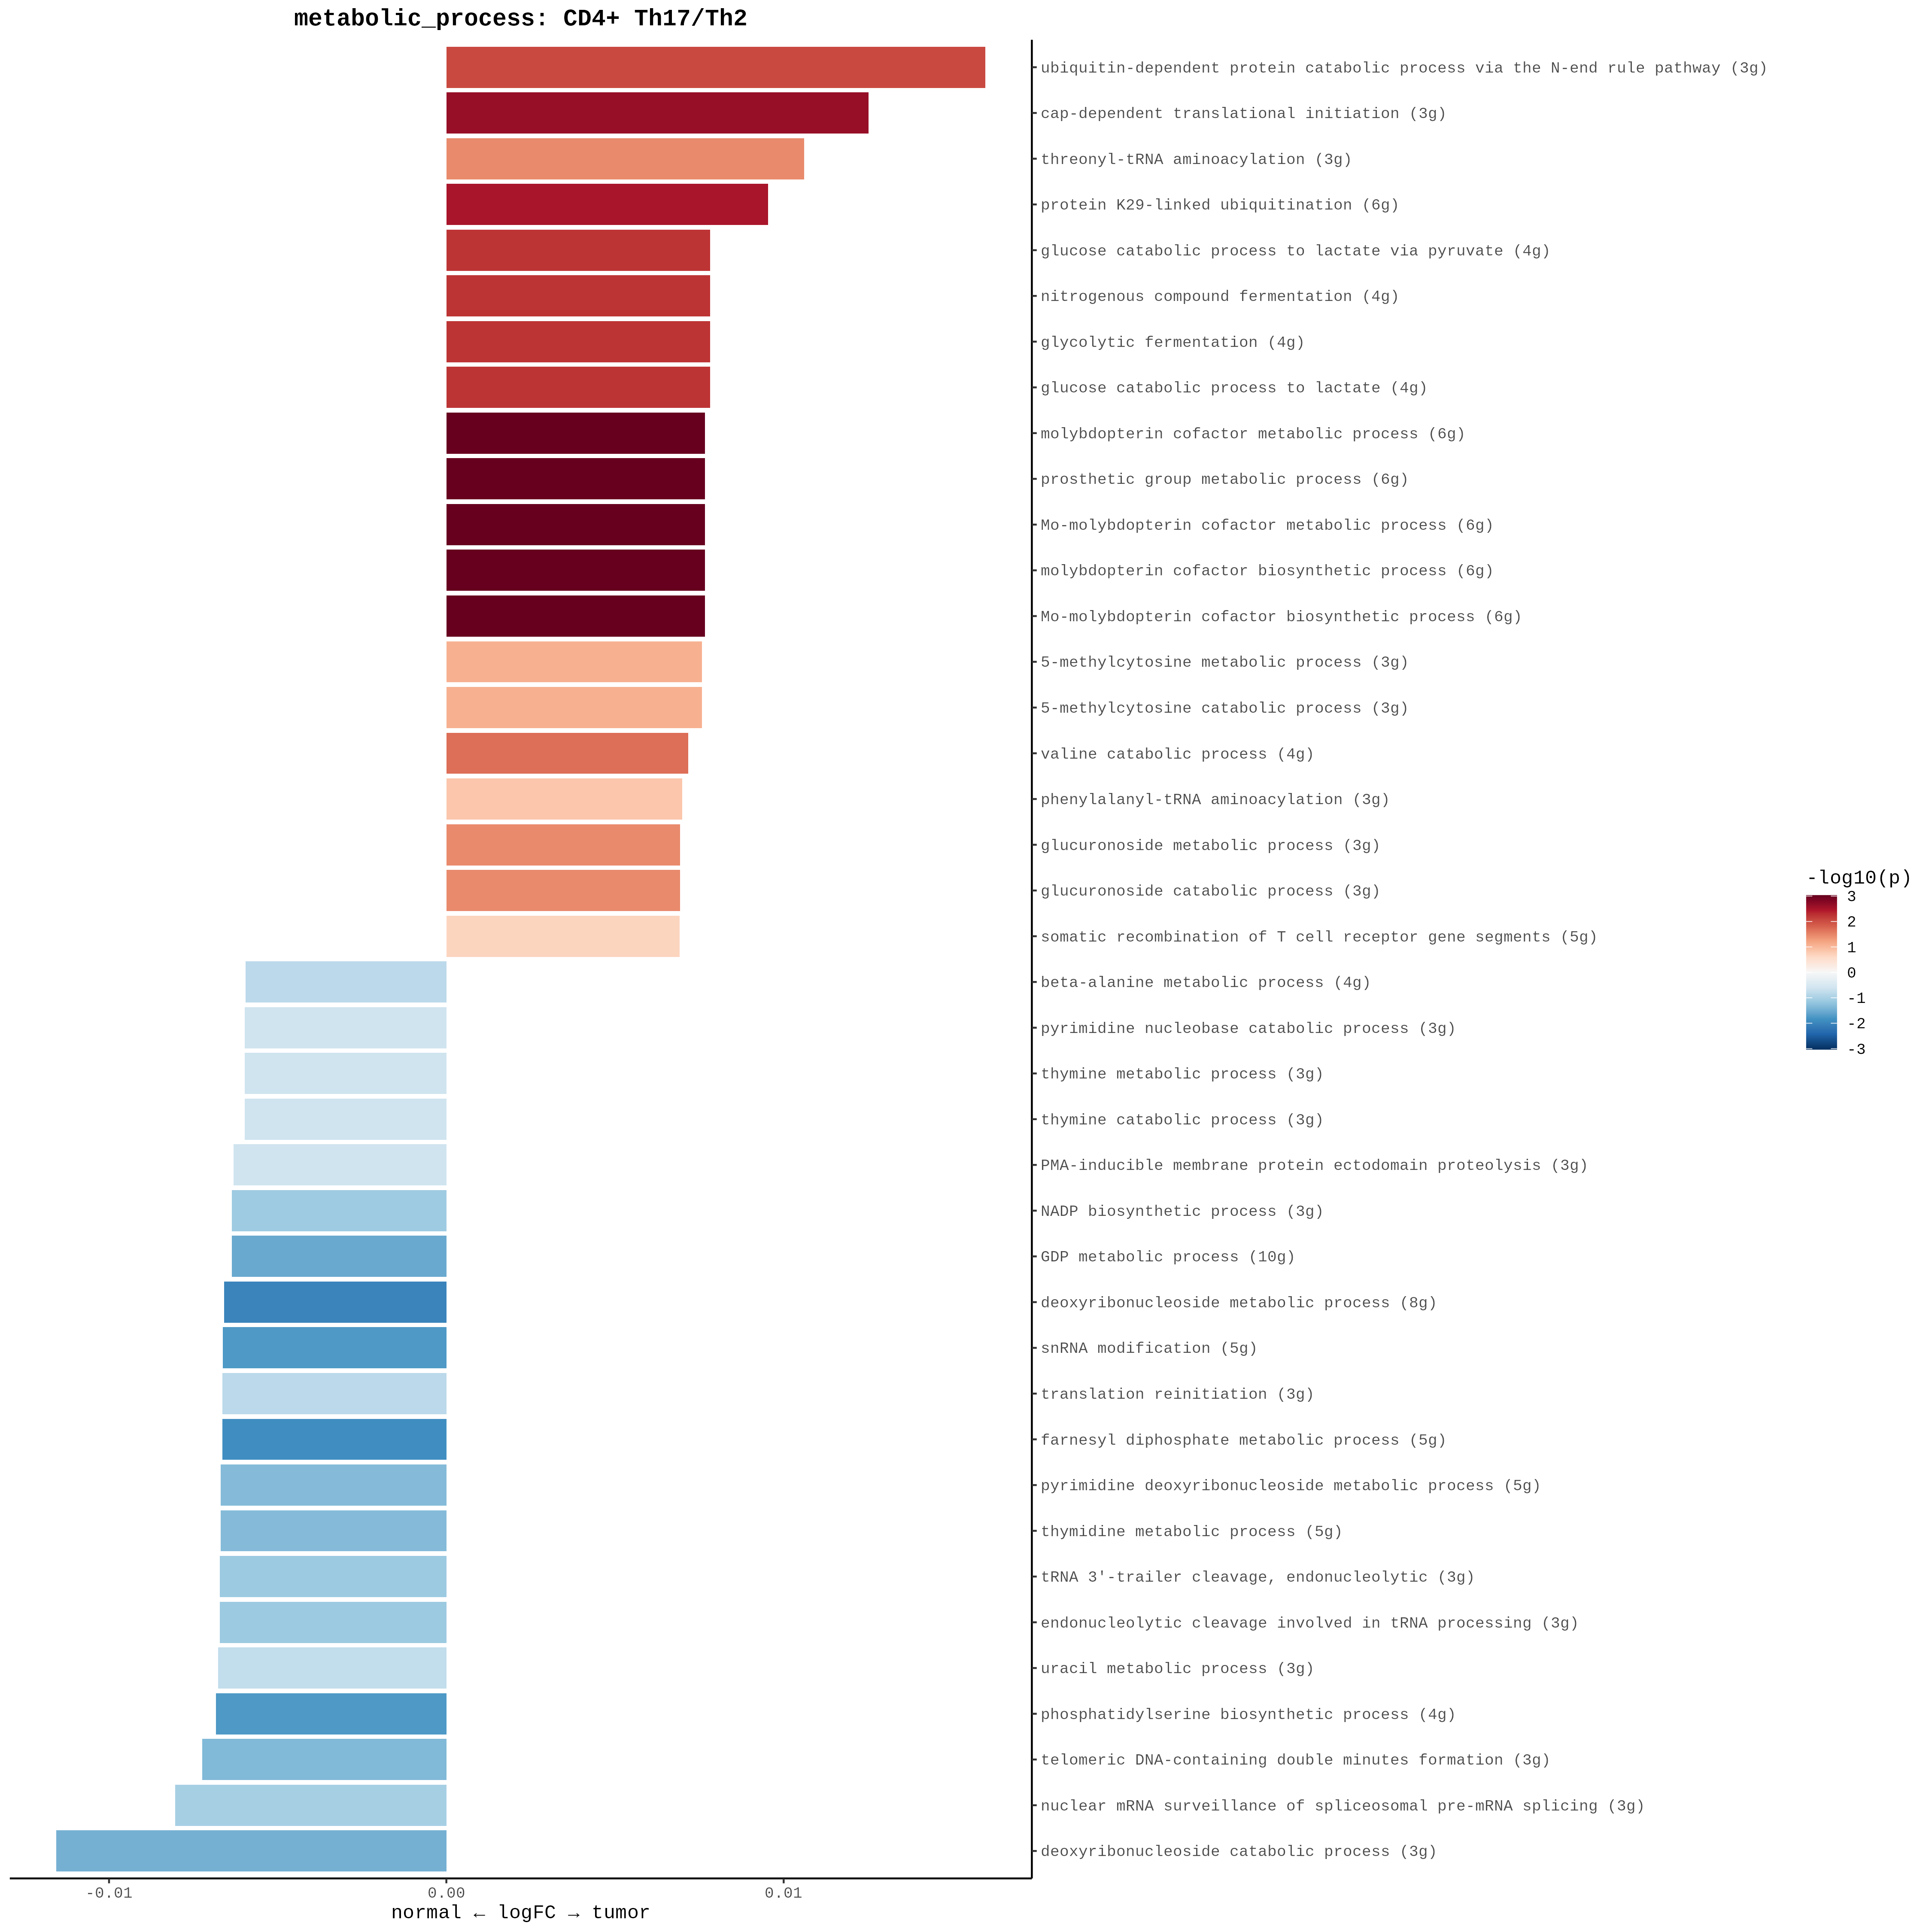 metabolic_process: CD4+ Th17/Th2
ubiquitin-dependent protein catabolic process via the N-end rule pathway (3g)
cap-dependent translational initiation (3g)
threonyl-tRNA aminoacylation (3g)
protein K29-linked ubiquitination (6g)
glucose catabolic process to lactate via pyruvate (4g)
nitrogenous compound fermentation (4g)
glycolytic fermentation (4g)
glucose catabolic process to lactate (4g)
molybdopterin cofactor metabolic process (6g)
prosthetic group metabolic process (6g)
Mo-molybdopterin cofactor metabolic process (6g)
molybdopterin cofactor biosynthetic process (6g)
Mo-molybdopterin cofactor biosynthetic process (6g)
5-methylcytosine metabolic process (3g)
5-methylcytosine catabolic process (3g)
valine catabolic process (4g)
phenylalanyl-tRNA aminoacylation (3g)
glucuronoside metabolic process (3g)
glucuronoside catabolic process (3g)
somatic recombination of T cell receptor gene segments (5g)
beta-alanine metabolic process (4g)
pyrimidine nucleobase catabolic process (3g)
thymine metabolic process (3g)
thymine catabolic process (3g)
PMA-inducible membrane protein ectodomain proteolysis (3g)
NADP biosynthetic process (3g)
GDP metabolic process (10g)
deoxyribonucleoside metabolic process (8g)
snRNA modification (5g)
translation reinitiation (3g)
farnesyl diphosphate metabolic process (5g)
pyrimidine deoxyribonucleoside metabolic process (5g)
thymidine metabolic process (5g)
tRNA 3'-trailer cleavage, endonucleolytic (3g)
endonucleolytic cleavage involved in tRNA processing (3g)
uracil metabolic process (3g)
phosphatidylserine biosynthetic process (4g)
telomeric DNA-containing double minutes formation (3g)
nuclear mRNA surveillance of spliceosomal pre-mRNA splicing (3g)
deoxyribonucleoside catabolic process (3g)
-0.01 0.00 0.01
normal ← logFC → tumor
-log10(p)
3
2
1
0
-1
-2
-3